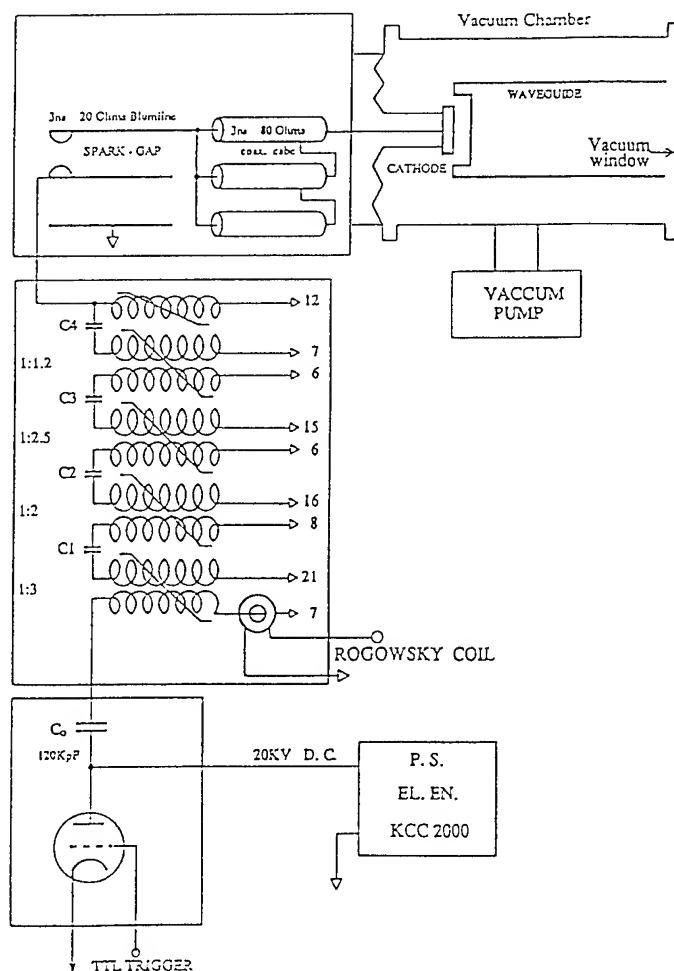 Vacuum Chamber
3ns 20 Ohms Blumline
3ns 80 Ohms
WAVEGUIDE
SPARK - GAP
coax. cabe
Vacuum
window
CATHODE
VACCUM
PUMP
12
C4
7
1:1.2
6
C3
15
1:2.5
6
C2
16
1:2
8
C1
21
1:3
7
ROGOWSKY COIL
Co
120KpF
20KV D. C.
P. S.
EL. EN.
KCC 2000
TTL TRIGGER